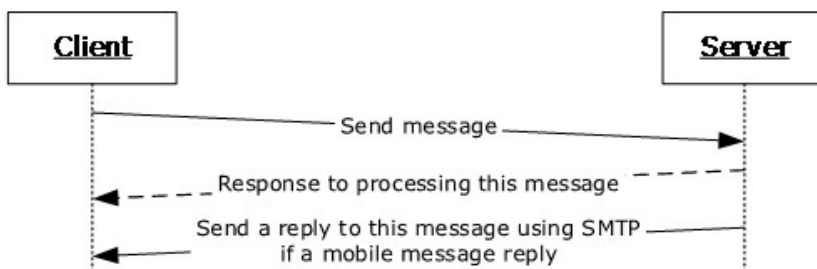 Client
Server
Send message
Response to processing this message
Send a reply to this message using SMTP
if a mobile message reply